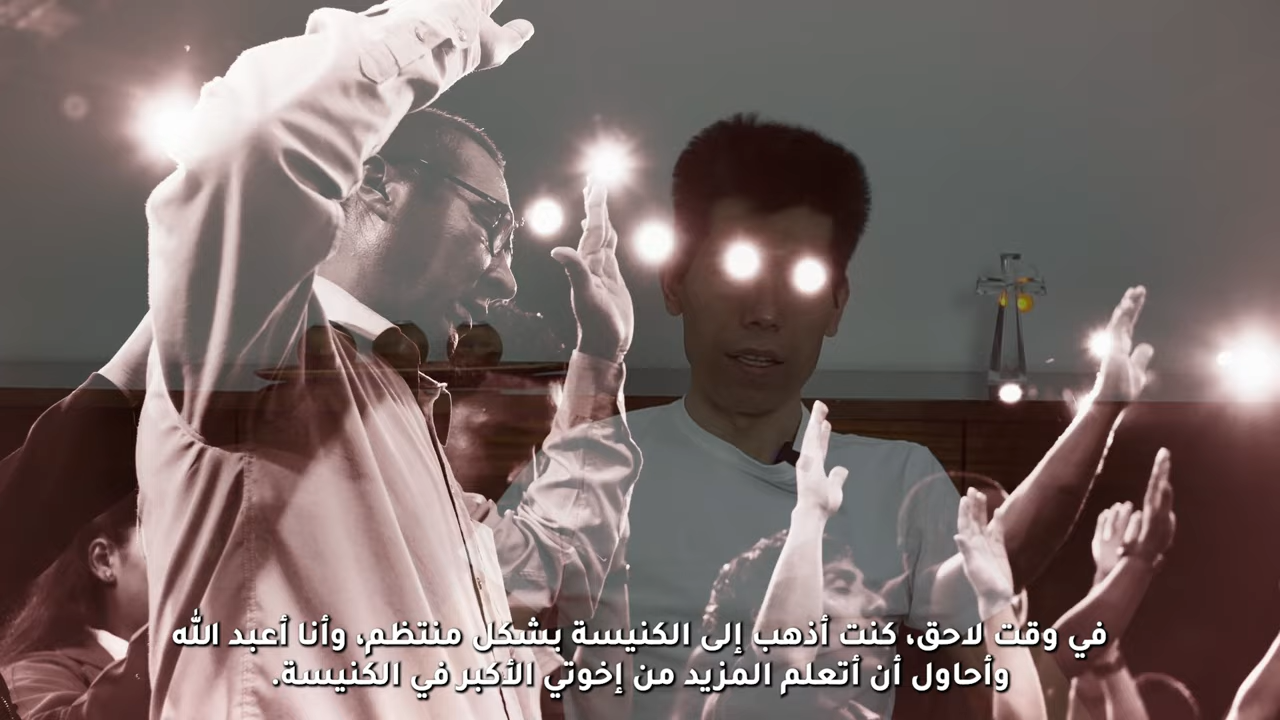 في وقت لاحق، كنت أذهب إلى الكنيسة بشكل منتظم، وأنا أعبد الله
وأحاول أن أتعلم المزيد من إخوتي الأكبر في الكنيسة.